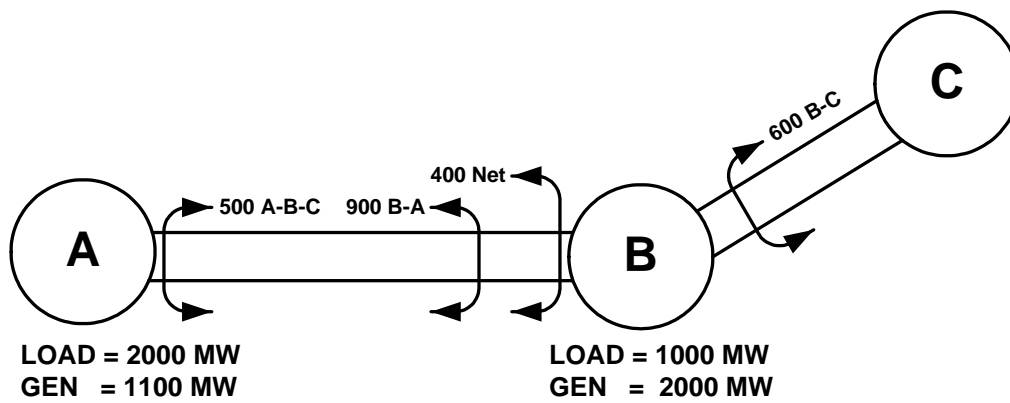 C
600 B-C
400 Net
500 A-B-C 900 B-A
A
B
LOAD = 2000 MW
GEN = 1100 MW
LOAD = 1000 MW
GEN = 2000 MW